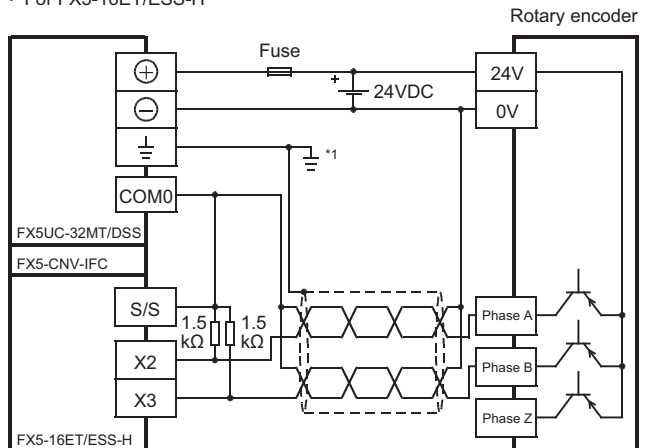 FX5-16ET/ESS-H
Rotary encoder
Fuse
+
24VDC
24V
0V
*1
COM0
FX5UC-32MT/DSS
FX5-CNV-IFC
S/S
1.5
kΩ
1.5
kΩ
X2
X3
Phase A
Phase B
Phase Z
FX5-16ET/ESS-H